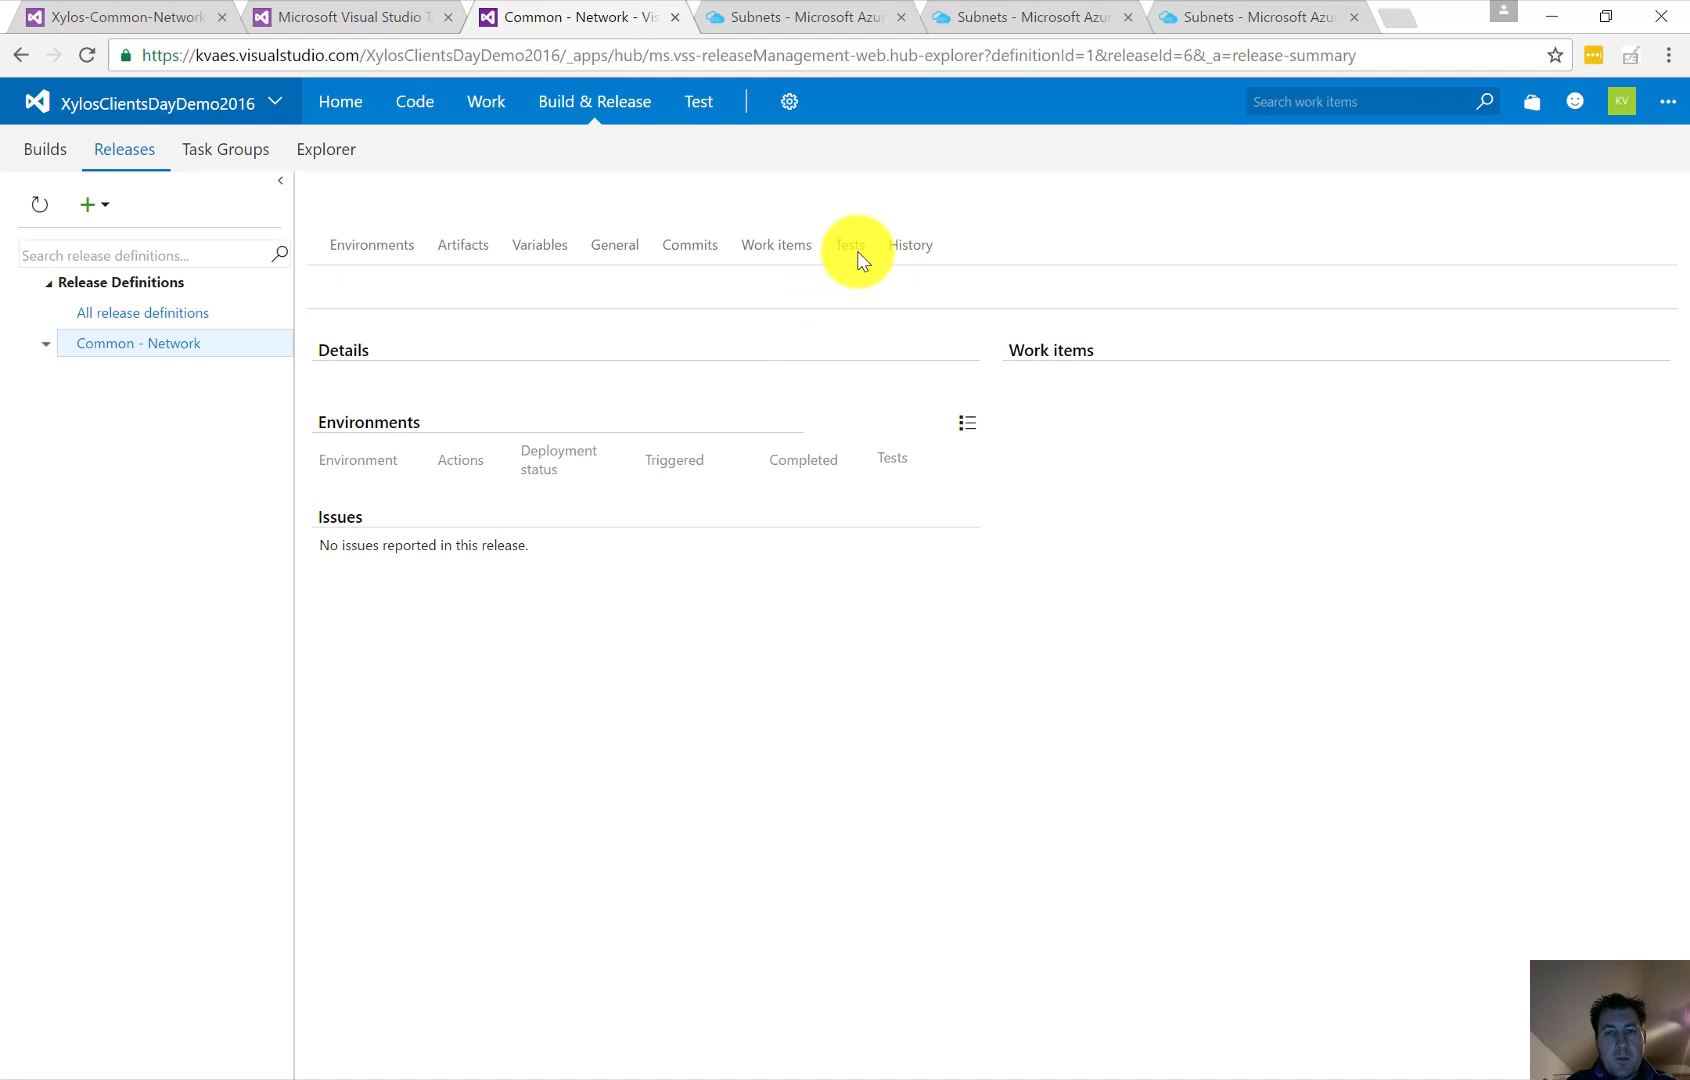 Xylos-Common-Network
Microsoft Visual Studio T
Common - Network - Vis
Subnets - Microsoft Azur
Subnets - Microsoft Azur
Subnets - Microsoft Azur
https://kvaes.visualstudio.com/XylosClientsDayDemo2016/_apps/hub/ms.vss-releaseManagement-web.hub-explorer?definitionId=1&releaseId=6&_a=release-summary
XylosClientsDayDemo2016
Home
Code
Work
Build & Release
Test
Search work items
KV
Builds
Releases
Task Groups
Explorer
Search release definitions...
Release Definitions
All release definitions
Common - Network
Environments
Artifacts
Variables
General
Commits
Work items
Tests
History
Details
Work items
Environments
Environment
Actions
Deployment
status
Triggered
Completed
Tests
Issues
No issues reported in this release.